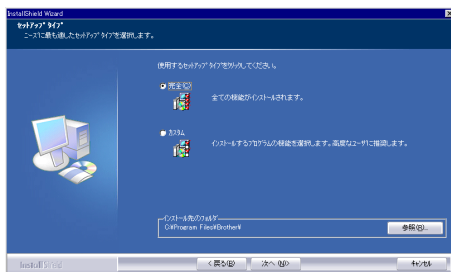 InstallShield Wizard
セットアップ タイプ
ニーズに最も適したセットアップ タイプを選択します。
使用するセットアップ タイプをクリックしてください。
完全(C)
全ての機能がインストールされます。
カスタム
インストールするプログラムの機能を選択します。高度なユーザに推奨します。
インストール先のフォルダ
C:¥Program Files¥Brother¥
参照(R)...
InstallShield
< 戻る(B)
次へ (N)>
キャンセル